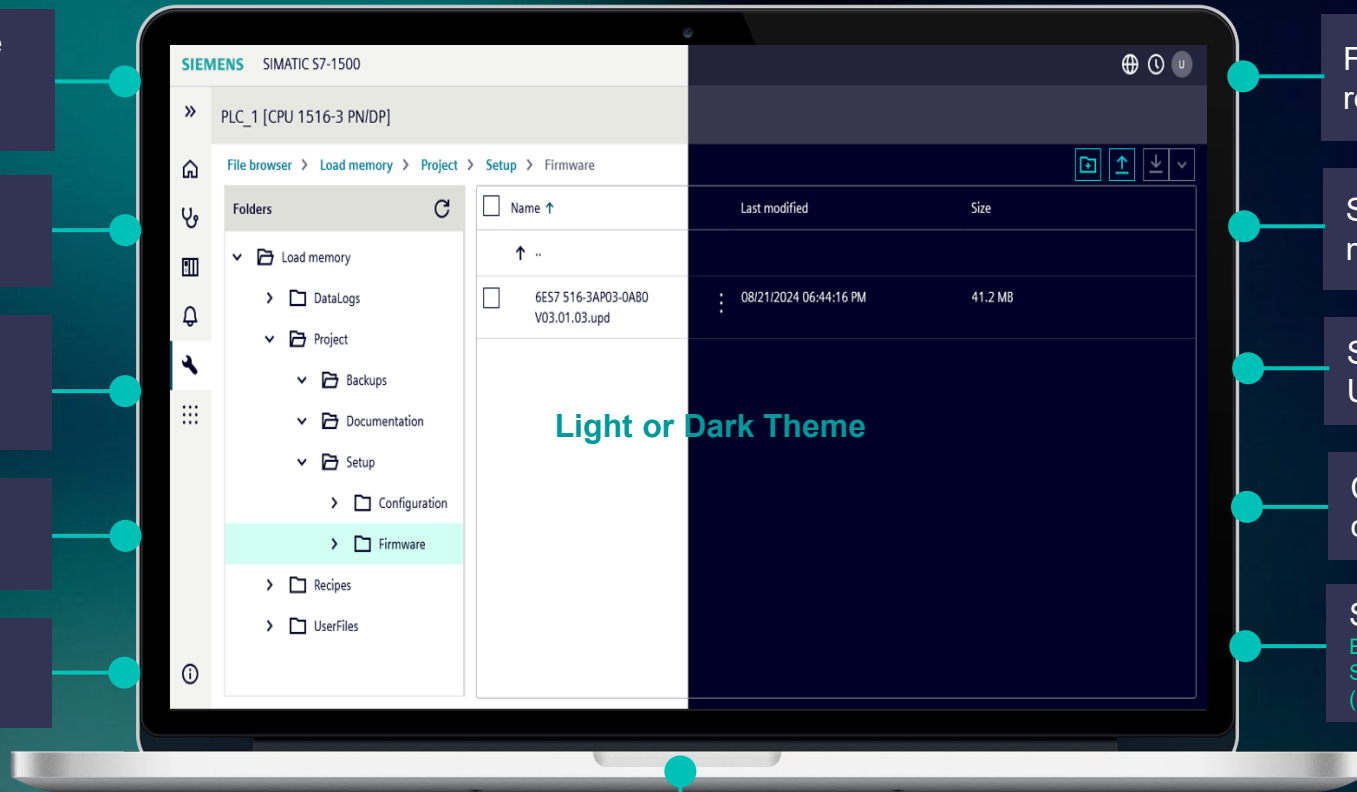 SIEMENS SIMATIC S7-1500
U
PLC_1 [CPU 1516-3 PN/DP]
File browser > Load memory > Project > Setup > Firmware
Folders
Name ↑ Last modified Size
Load memory
↑ ..
DataLogs
6ES7 516-3AP03-0AB0 08/21/2024 06:44:16 PM 41.2 MB
V03.01.03.upd
Project
Backups
Documentation
Setup
Configuration
Firmware
Recipes
UserFiles
Light or Dark Theme